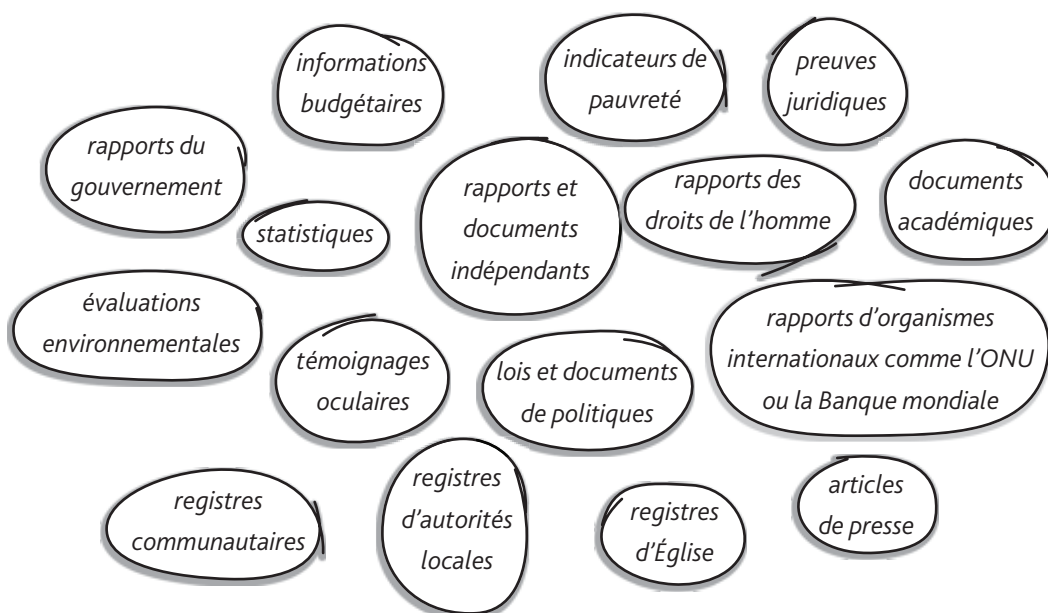 informations
budgétaires
indicateurs de
pauvreté
preuves
juridiques
rapports du
gouvernement
statistiques
rapports et
documents
indépendants
rapports des
droits de l'homme
documents
académiques
évaluations
environnementales
témoignages
oculaires
lois et documents
de politiques
rapports d'organismes
internationaux comme l'ONU
ou la Banque mondiale
registres
communautaires
registres
d'autorités
locales
registres
d'Église
articles
de presse